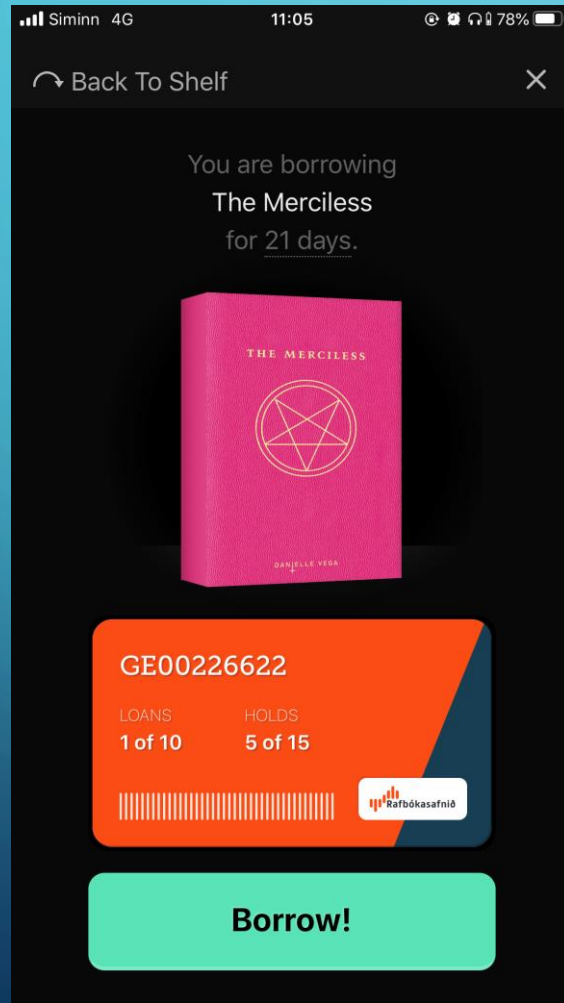 Siminn 4G 11:05 78%
Back To Shelf
You are borrowing
The Merciless
for 21 days.
THE MERCILESS
DANIELLE VEGA
GE00226622
LOANS HOLDS
1 of 10 5 of 15
Rafbókasafnið
Borrow!